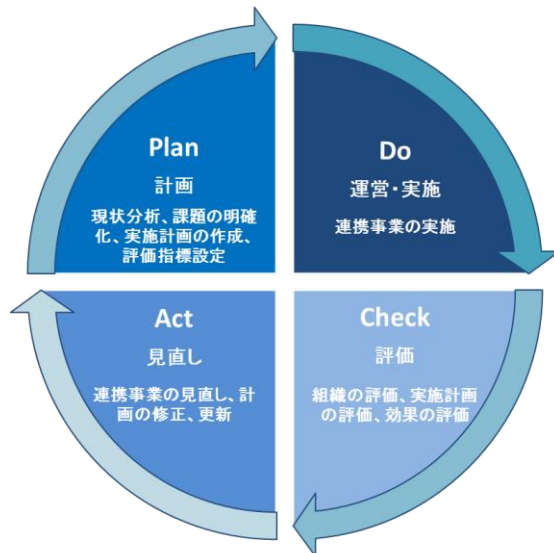 Plan
計画
現状分析、課題の明確
化、実施計画の作成、
評価指標設定
Do
運営・実施
連携事業の実施
Act
見直し
連携事業の見直し、計
画の修正、更新
Check
評価
組織の評価、実施計画
の評価、効果の評価